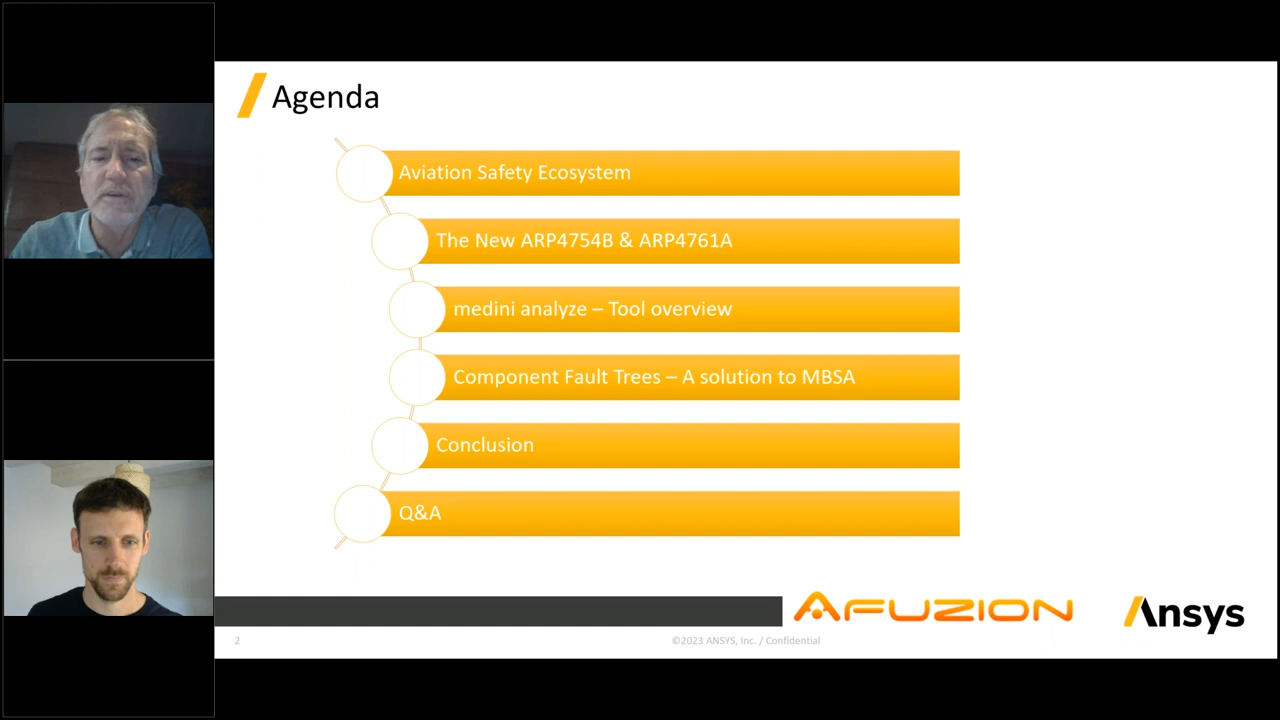 Agenda
Aviation Safety Ecosystem
The New ARP4754B & ARP4761A
medini analyze – Tool overview
Component Fault Trees – A solution to MBSA
Conclusion
Q&A
AFUZION
Ansys
2
©2023 ANSYS, Inc. / Confidential